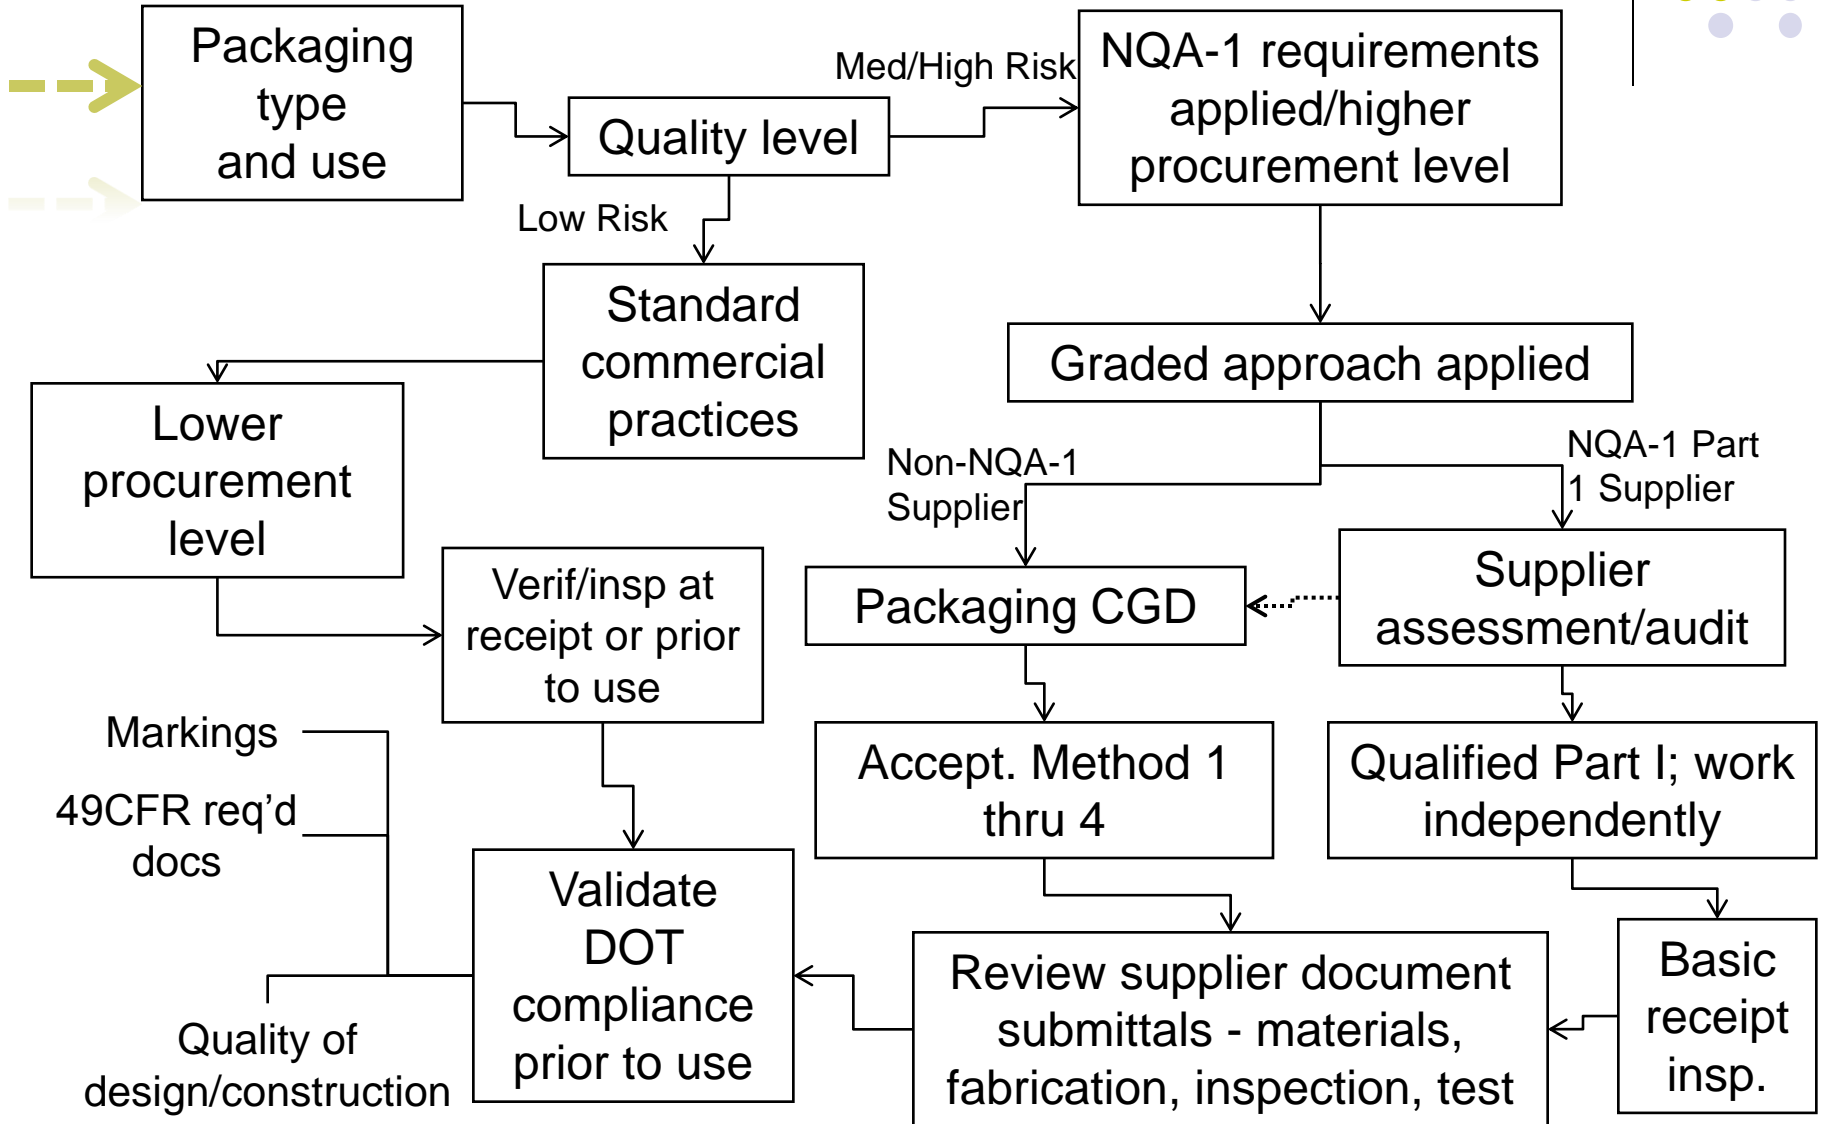 Packaging
type
and use
Quality level
Med/High Risk
NQA-1 requirements
applied/higher
procurement level
Low Risk
Standard
commercial
practices
Graded approach applied
Lower
procurement
level
Non-NQA-1
Supplier
NQA-1 Part
1 Supplier
Verif/insp at
receipt or prior
to use
Packaging CGD
Supplier
assessment/audit
Markings
49CFR req’d
docs
Quality of
design/construction
Validate
DOT
compliance
prior to use
Accept. Method 1
thru 4
Qualified Part I; work
independently
Review supplier document
submittals - materials,
fabrication, inspection, test
Basic
receipt
insp.